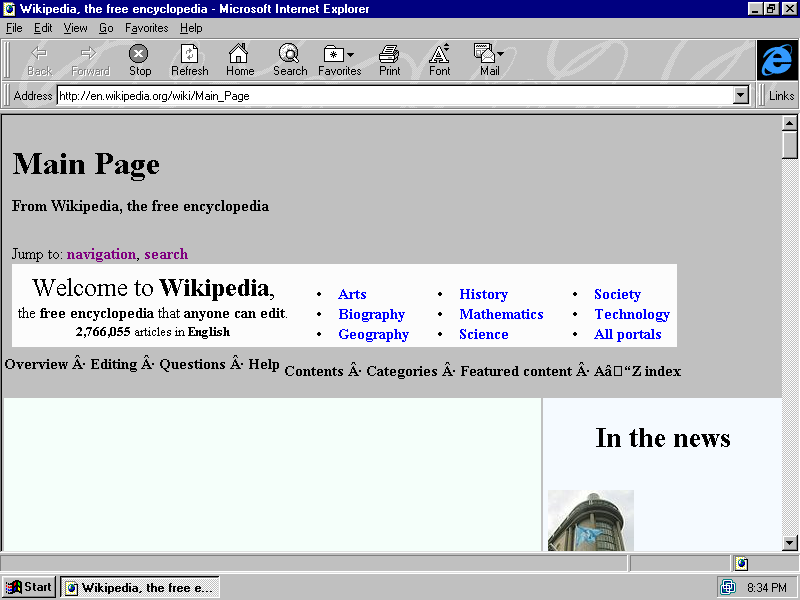 Wikipedia, the free encyclopedia - Microsoft Internet Explorer
File Edit View Go Favorites Help
Back Forward Stop Refresh Home Search Favorites Print Font Mail
Address http://en.wikipedia.org/wiki/Main_Page Links
Main Page
From Wikipedia, the free encyclopedia
Jump to: navigation, search
Welcome to Wikipedia,
the free encyclopedia that anyone can edit.
2,766,055 articles in English
• Arts • History • Society
• Biography • Mathematics • Technology
• Geography • Science • All portals
Overview Â· Editing Â· Questions Â· Help
Contents Â· Categories Â· Featured content Â· Aâ□“Z index
In the news
Start Wikipedia, the free e... 8:34 PM